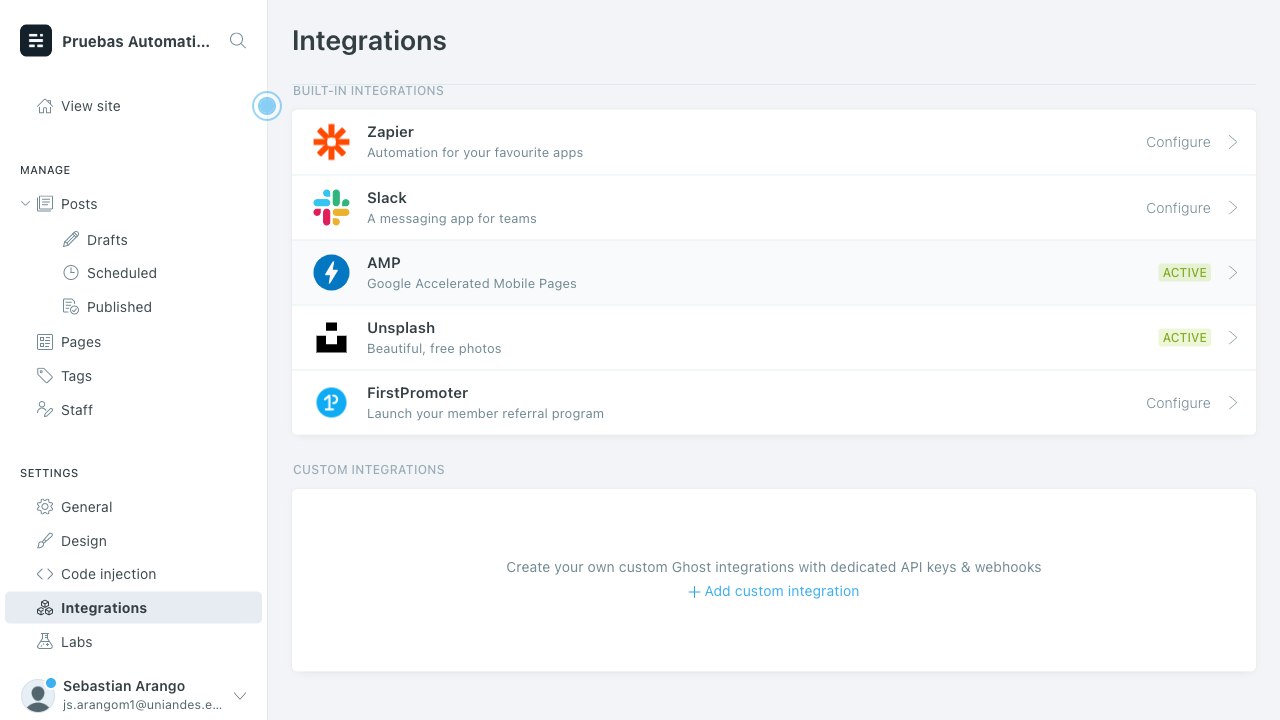 Pruebas Automati...
View site
MANAGE
Posts
Drafts
Scheduled
Published
Pages
Tags
Staff
SETTINGS
General
Design
Code injection
Integrations
Labs
Sebastian Arango
js.arangom1@uniandes.e...
Integrations
BUILT-IN INTEGRATIONS
Zapier
Automation for your favourite apps
Configure
Slack
A messaging app for teams
Configure
AMP
Google Accelerated Mobile Pages
ACTIVE
Unsplash
Beautiful, free photos
ACTIVE
FirstPromoter
Launch your member referral program
Configure
CUSTOM INTEGRATIONS
Create your own custom Ghost integrations with dedicated API keys & webhooks
Add custom integration